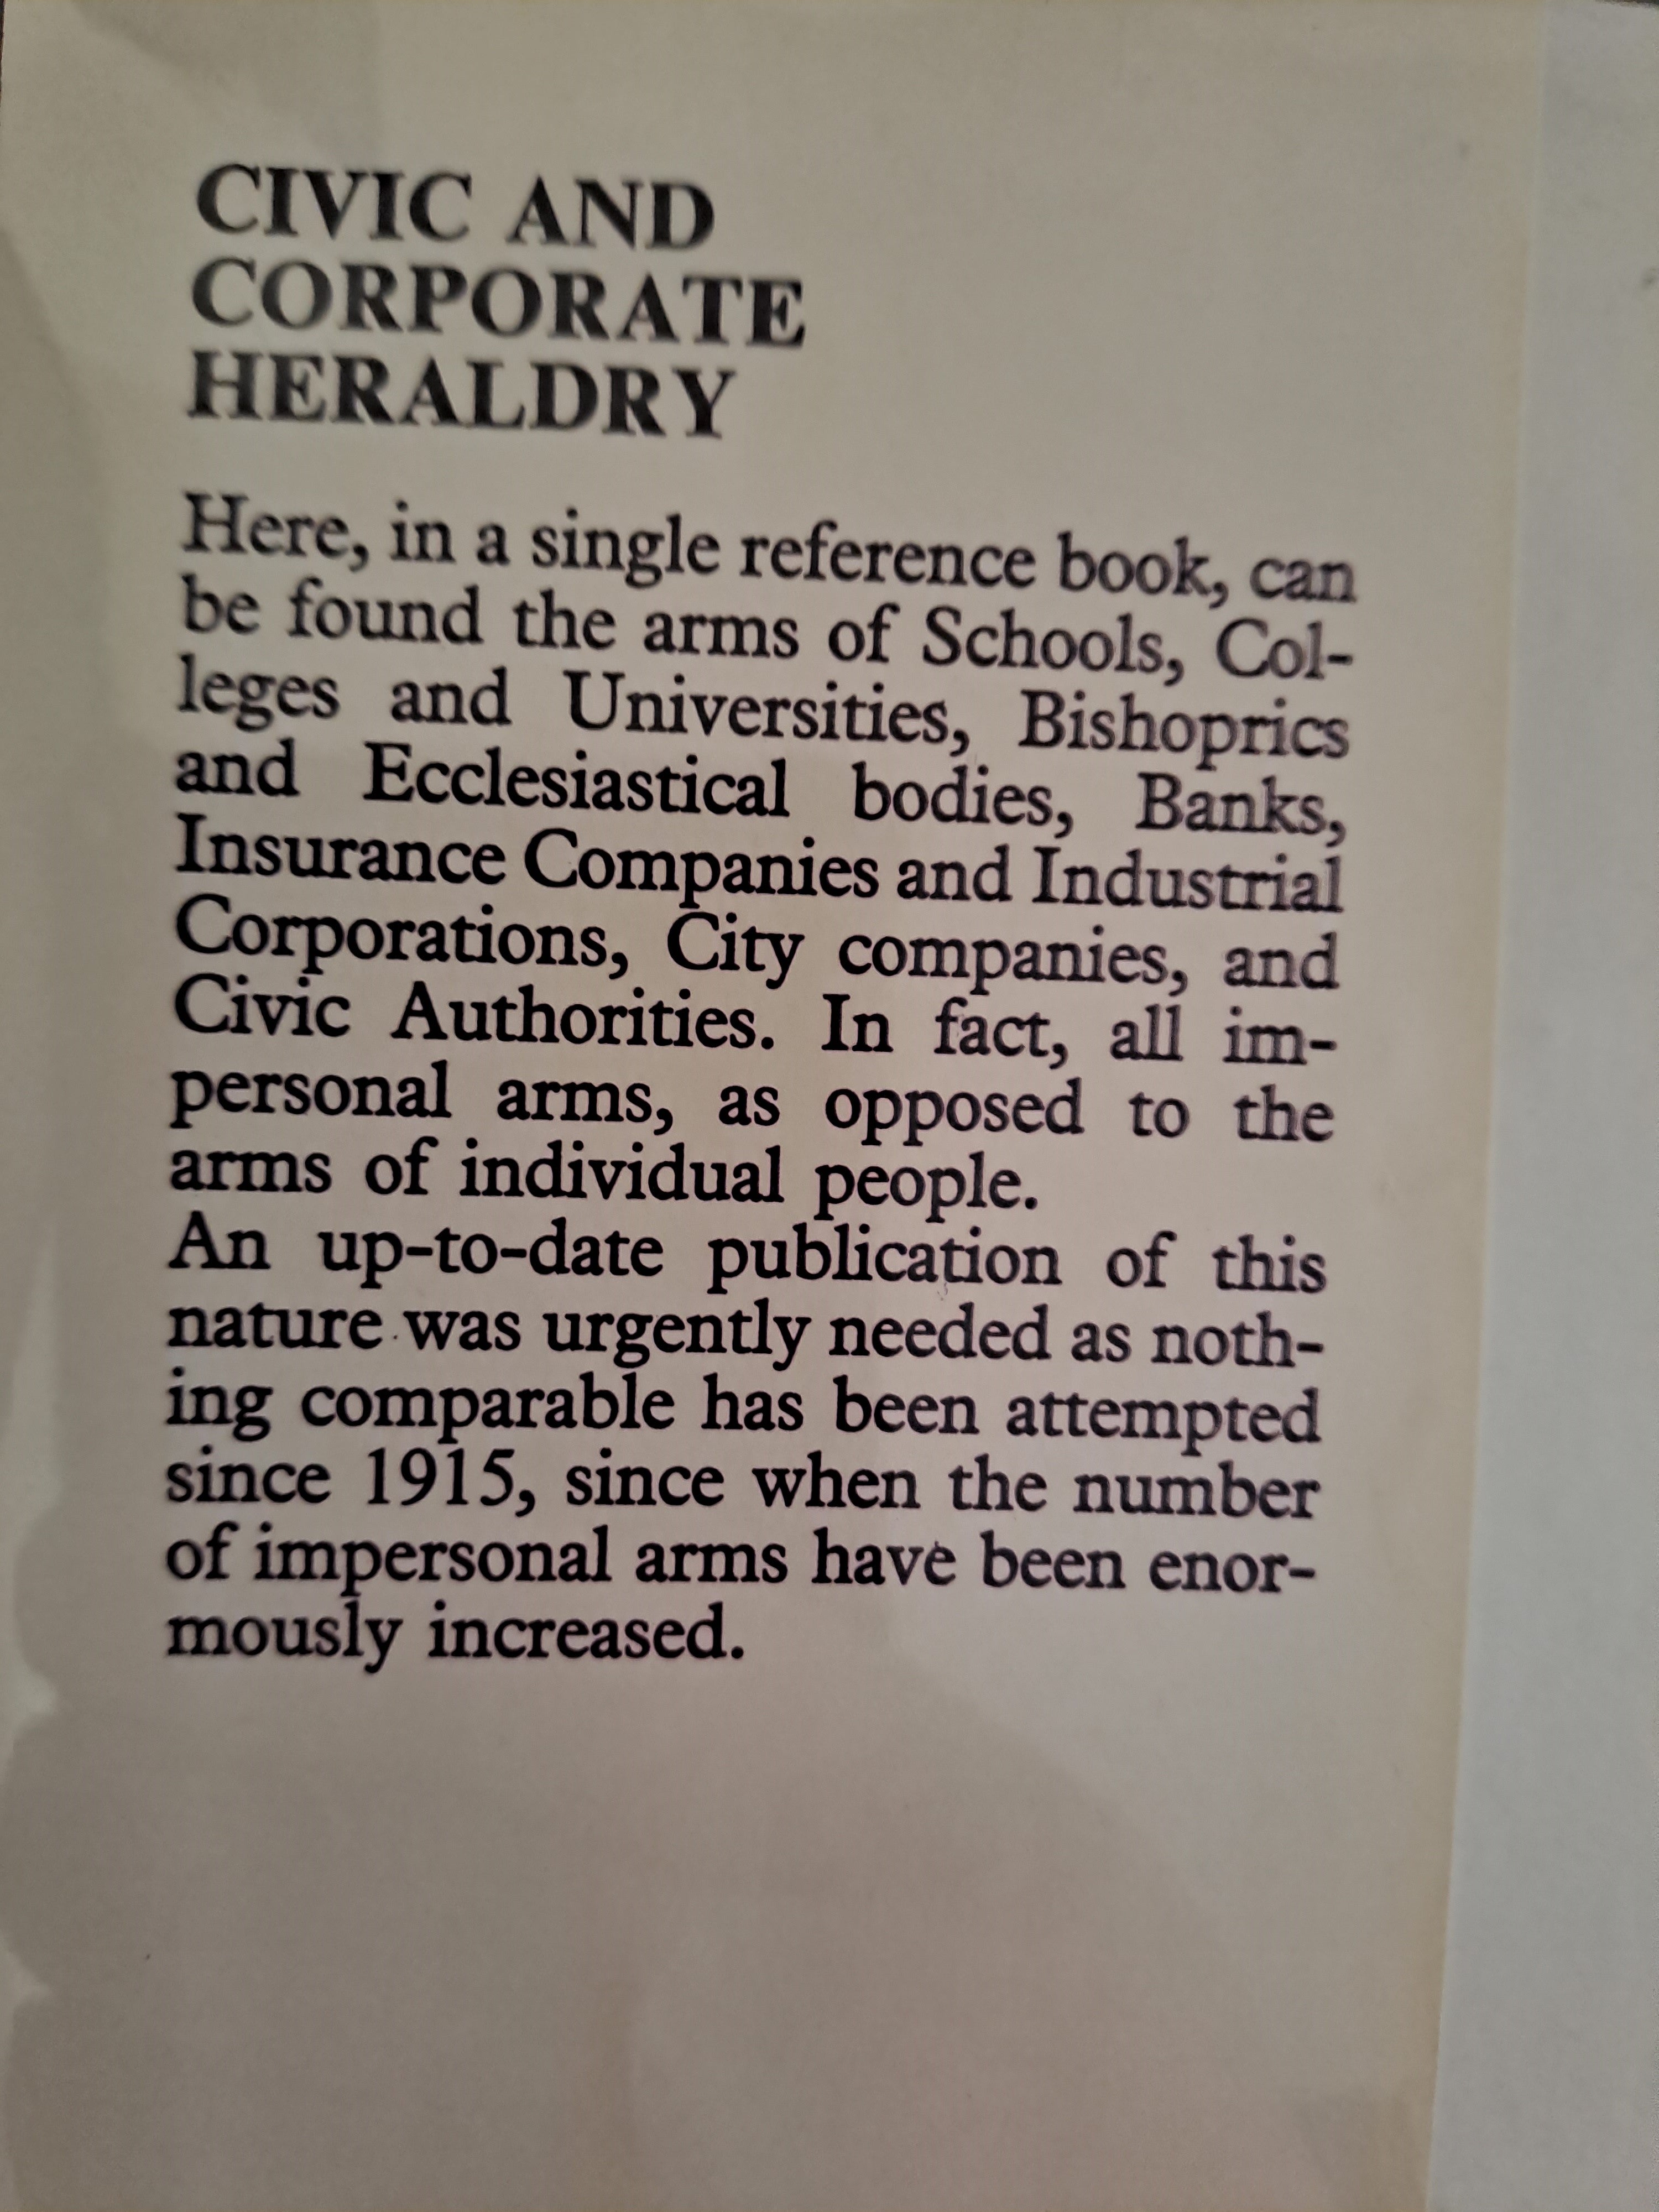 CIVIC AND
CORPORATE
HERALDRY
Here, in a single reference book, can
be found the arms of Schools, Col-
leges and Universities, Bishoprics
and Ecclesiastical bodies, Banks,
Insurance Companies and Industrial
Corporations, City companies, and
Civic Authorities. In fact, all im-
personal arms, as opposed to the
arms of individual people.
An up-to-date publication of this
nature was urgently needed as noth-
ing comparable has been attempted
since 1915, since when the number
of impersonal arms have been enor-
mously increased.